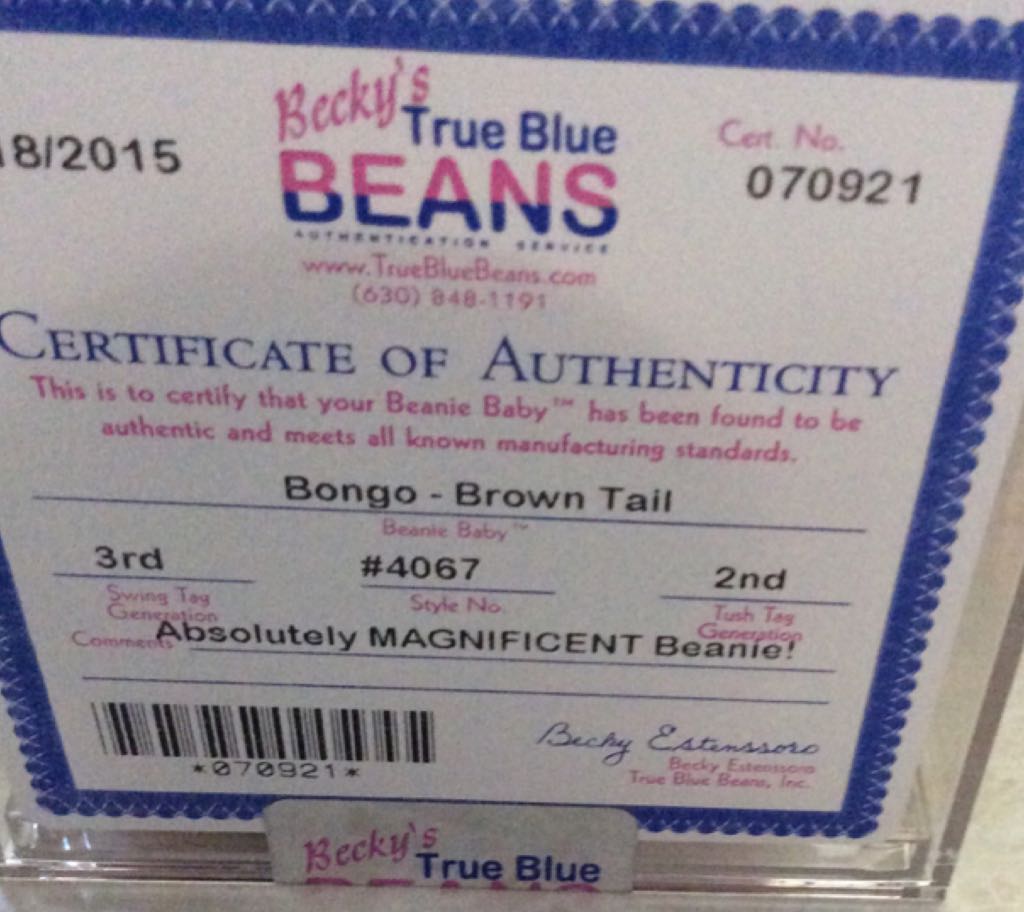 18/2015
Becky's
True Blue
BEANS
AUTHENTICATION SERVICE
www.TrueBlueBeans.com
(630) 848-1191
Cert. No.
070921
CERTIFICATE OF AUTHENTICITY
This is to certify that your Beanie Baby™ has been found to be
authentic and meets all known manufacturing standards.
Bongo - Brown Tail
Beanie Baby™
3rd #4067 2nd
Swing Tag Generation
Style No.
Tush Tag Generation
Comments Absolutely MAGNIFICENT Beanie!
*070921*
Becky Estenssoro
Becky Estenssoro
True Blue Beans, Inc.
Becky's
True Blue
BEANS